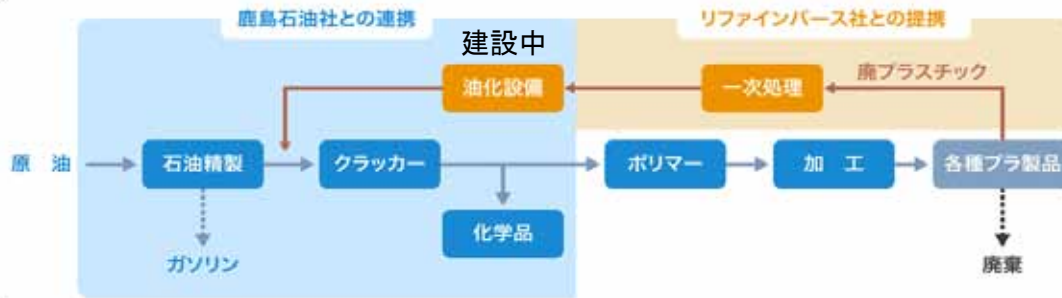 鹿島石油社との連携
リファインバース社との提携
建設中
油化設備
一次処理
廃プラスチック
原 油
石油精製
クラッカー
ポリマー
加 工
各種プラ製品
化学品
ガソリン
廃棄